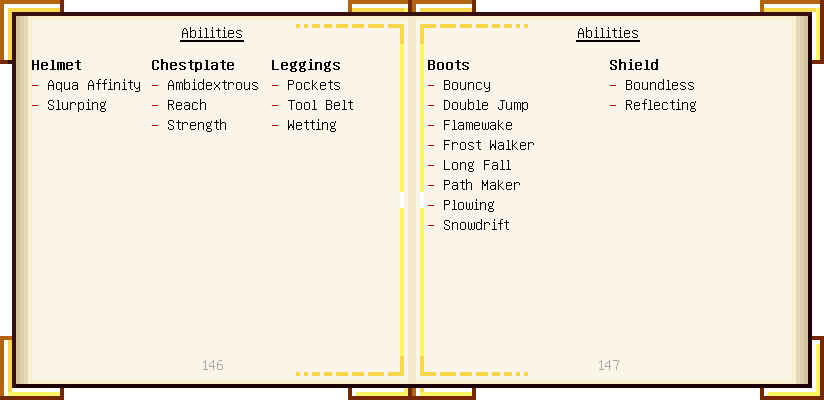 Abilities
Helmet
- Aqua Affinity
- Slurping
Chestplate
- Ambidextrous
- Reach
- Strength
Leggings
- Pockets
- Tool Belt
- Wetting
146
Abilities
Boots
- Bouncy
- Double Jump
- Flamewake
- Frost Walker
- Long Fall
- Path Maker
- Plowing
- Snowdrift
Shield
- Boundless
- Reflecting
147